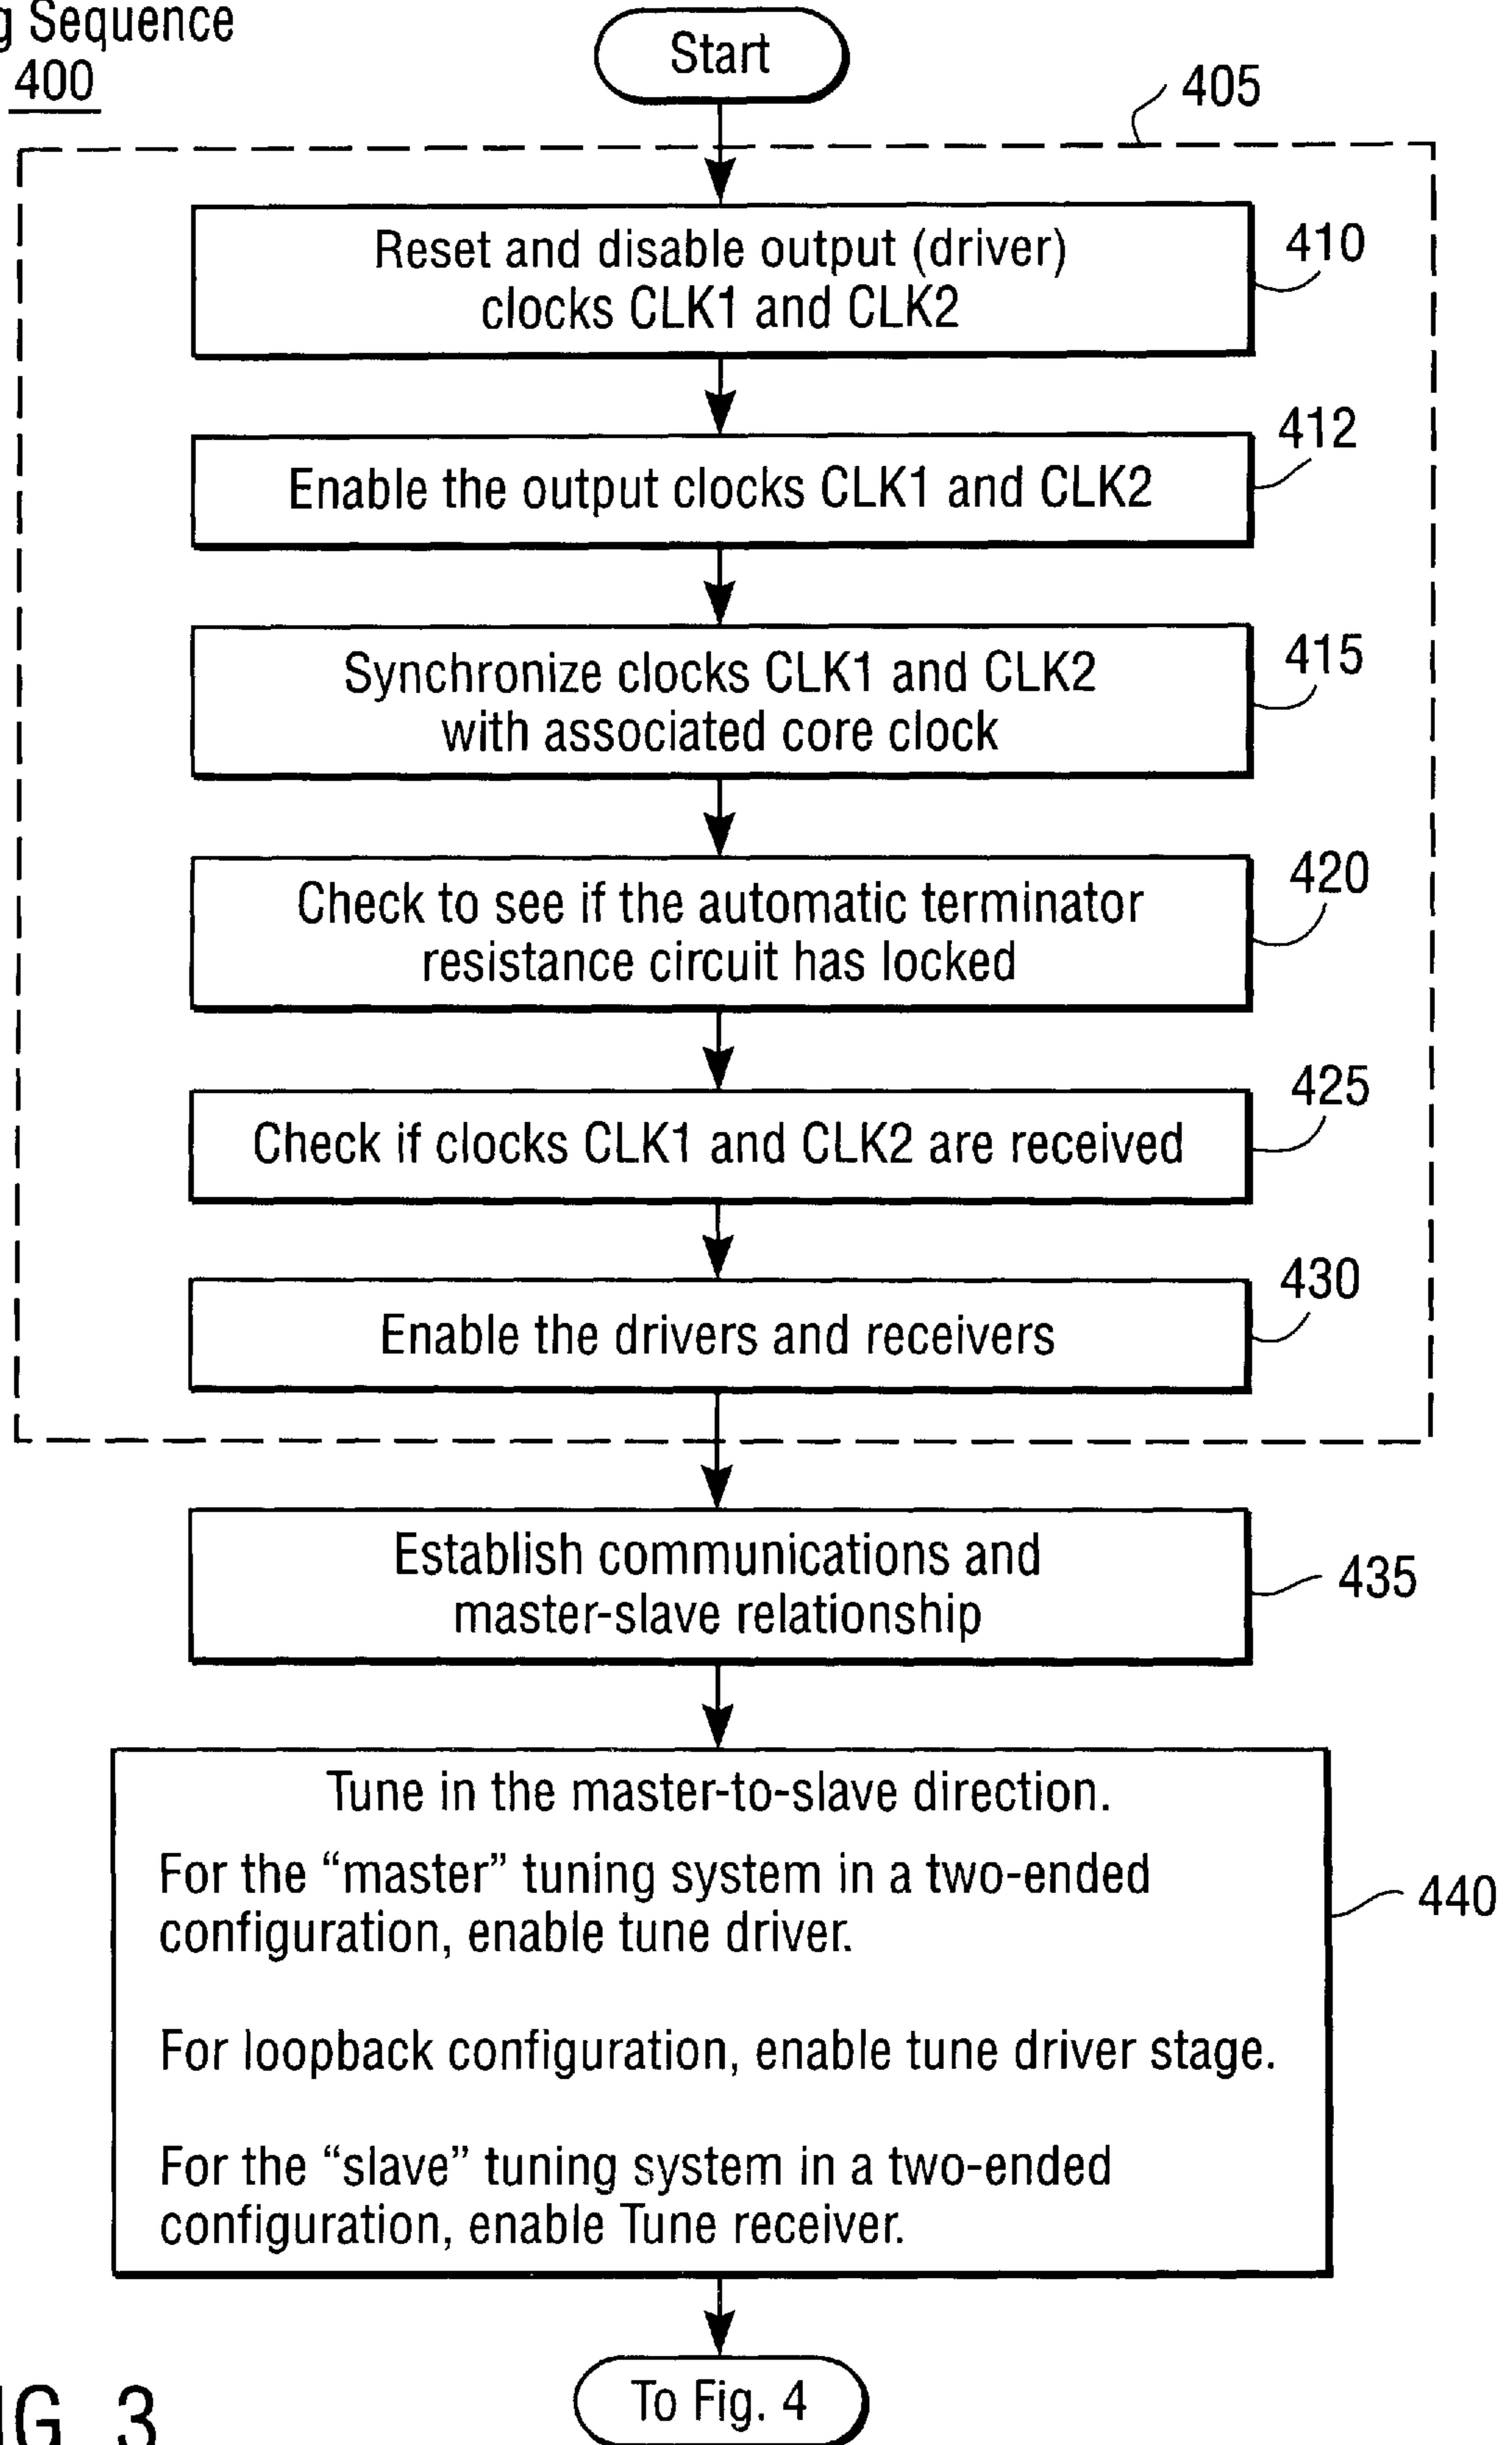 Sequence
400
Start
405
Reset and disable output (driver)
clocks CLK1 and CLK2
410
Enable the output clocks CLK1 and CLK2
412
Synchronize clocks CLK1 and CLK2
with associated core clock
415
Check to see if the automatic terminator
resistance circuit has locked
420
Check if clocks CLK1 and CLK2 are received
425
Enable the drivers and receivers
430
Establish communications and
master-slave relationship
435
Tune in the master-to-slave direction.
For the “master” tuning system in a two-ended
configuration, enable tune driver.
For loopback configuration, enable tune driver stage.
For the “slave” tuning system in a two-ended
configuration, enable Tune receiver.
440
To Fig. 4
3